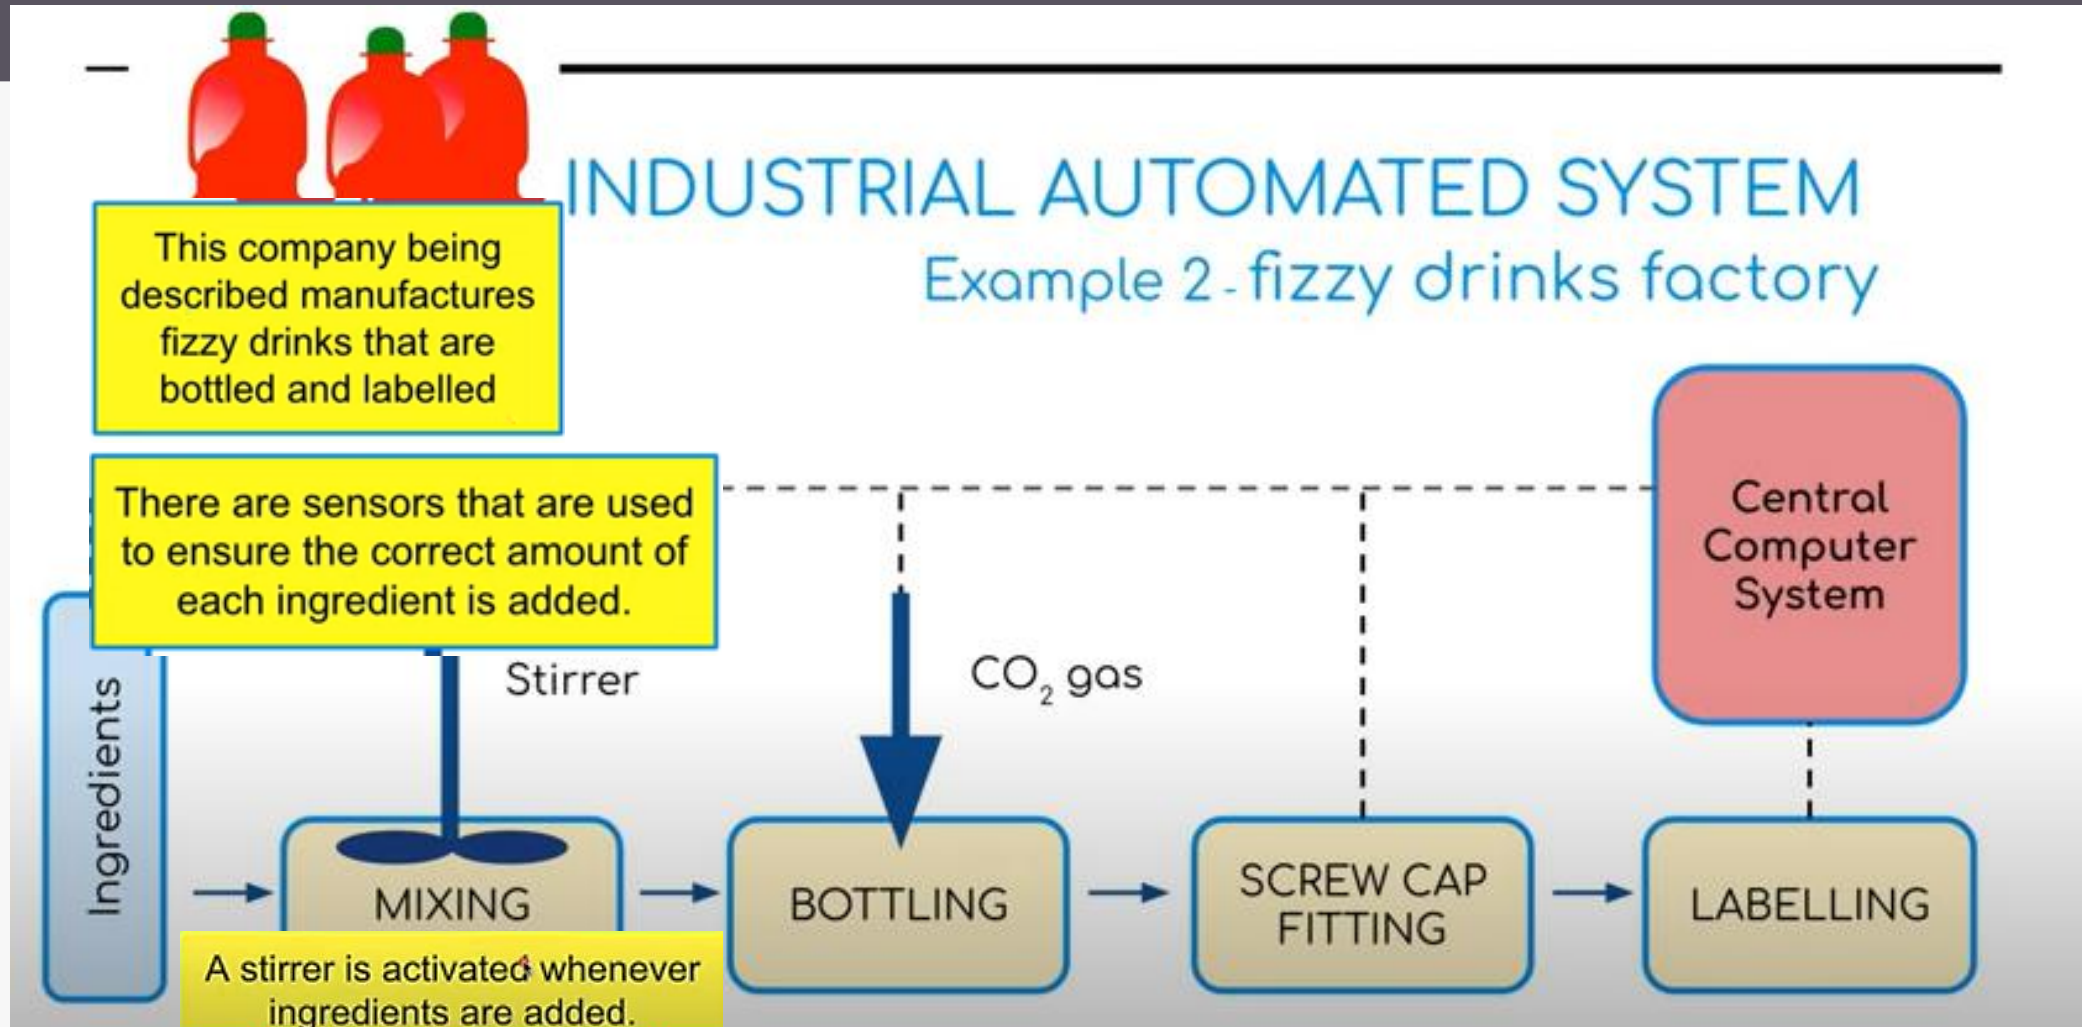 INDUSTRIAL AUTOMATED SYSTEM
Example 2 - fizzy drinks factory
This company being
described manufactures
fizzy drinks that are
bottled and labelled
There are sensors that are used
to ensure the correct amount of
each ingredient is added.
Central
Computer
System
Stirrer
CO₂ gas
Ingredients
MIXING
BOTTLING
SCREW CAP
FITTING
LABELLING
A stirrer is activated whenever
ingredients are added.